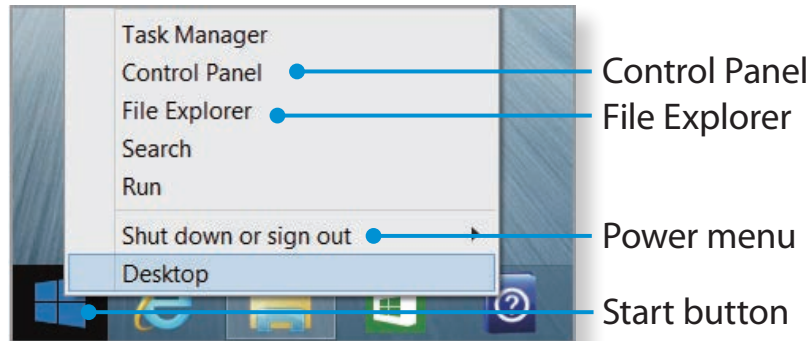 Task Manager
Control Panel
File Explorer
Search
Run
Shut down or sign out
Desktop
?
Control Panel
File Explorer
Power menu
Start button